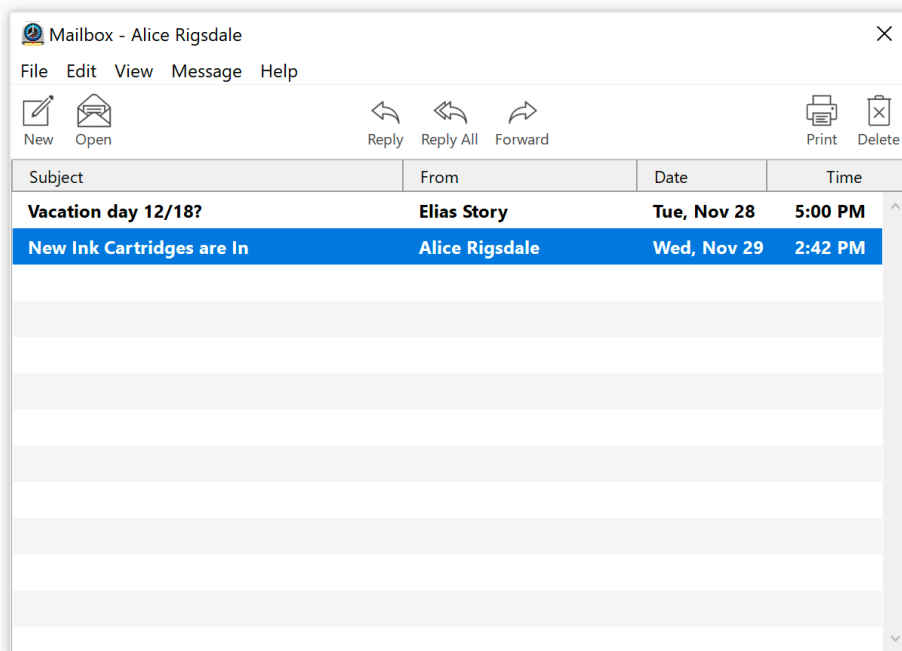 Mailbox - Alice Rigsdale
File Edit View Message Help
New Open Reply Reply All Forward Print Delete
Subject From Date Time
Vacation day 12/18? Elias Story Tue, Nov 28 5:00 PM
New Ink Cartridges are In Alice Rigsdale Wed, Nov 29 2:42 PM